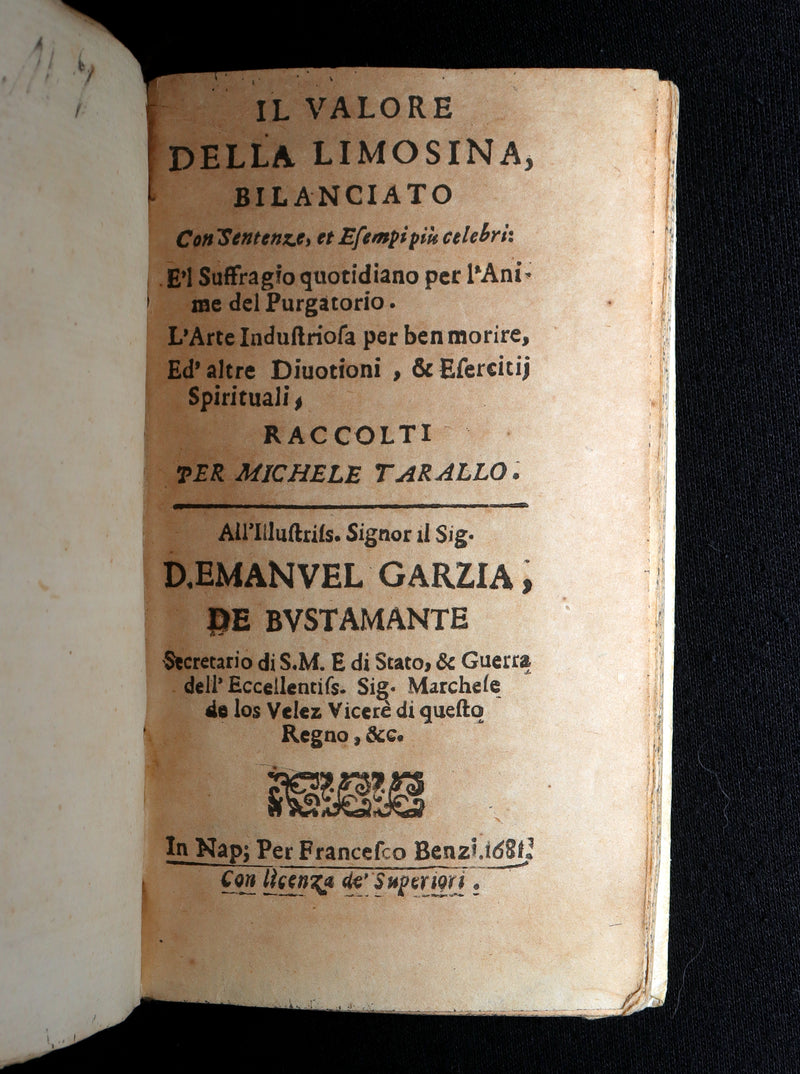 IL VALORE
DELLA LIMOSINA,
BILANCIATO
Con Sentenze, et Eſempi più celebri:
E'l Suffragio quotidiano per l'Ani-
me del Purgatorio.
L'Arte Induſtrioſa per ben morire,
Ed' altre Diuotioni, & Eſercitij
Spirituali,
RACCOLTI
PER MICHELE TARALLO.
All'Illuſtriſs. Signor il Sig.
D.EMANVEL GARZIA,
DE BVSTAMANTE
Secretario di S.M. E di Stato, & Guerra
dell' Eccellentiſs. Sig. Marcheſe
de los Velez Vicerè di queſto
Regno, &c.
In Nap; Per Franceſco Benzi.1681.
Con licenza de' Superiori.